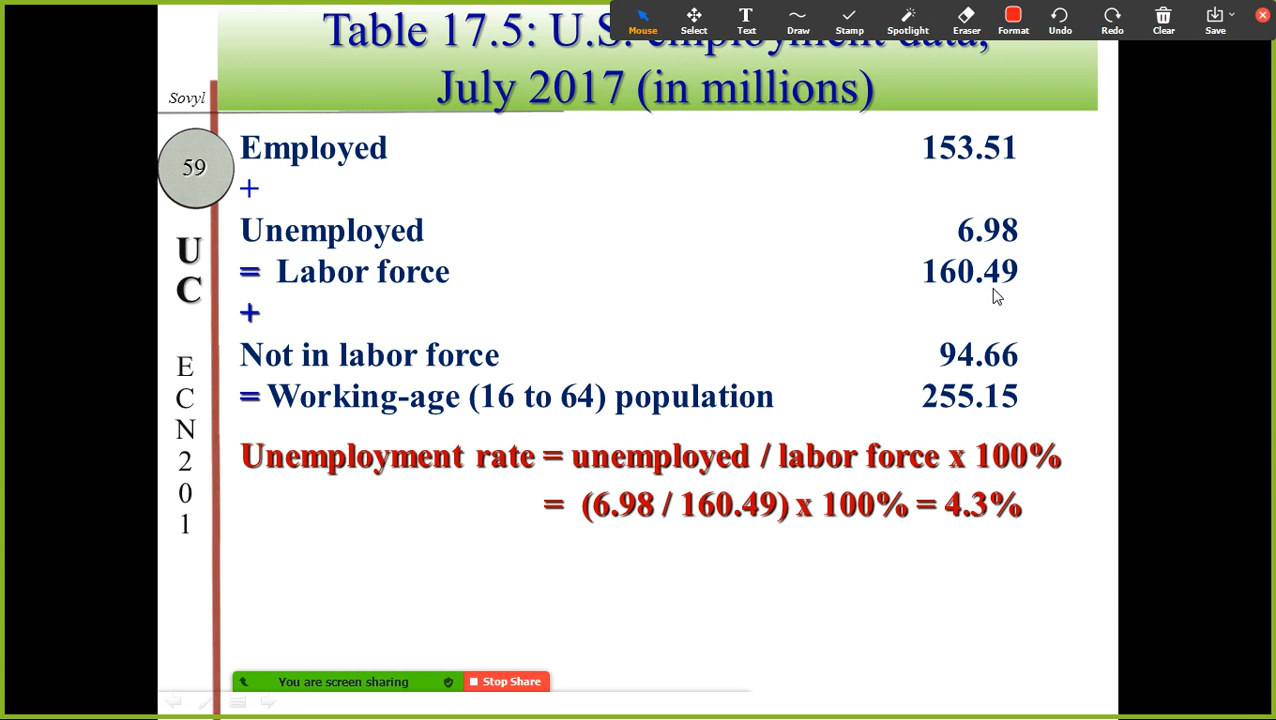 Mouse Select Text Draw Stamp Spotlight Eraser Format Undo Redo Clear Save
Table 17.5: U.S. employment data,
July 2017 (in millions)
Sovyl
59
U
C
E
C
N
2
0
1
Employed 153.51
+
Unemployed 6.98
= Labor force 160.49
+
Not in labor force 94.66
= Working-age (16 to 64) population 255.15
Unemployment rate = unemployed / labor force x 100%
= (6.98 / 160.49) x 100% = 4.3%
You are screen sharing Stop Share